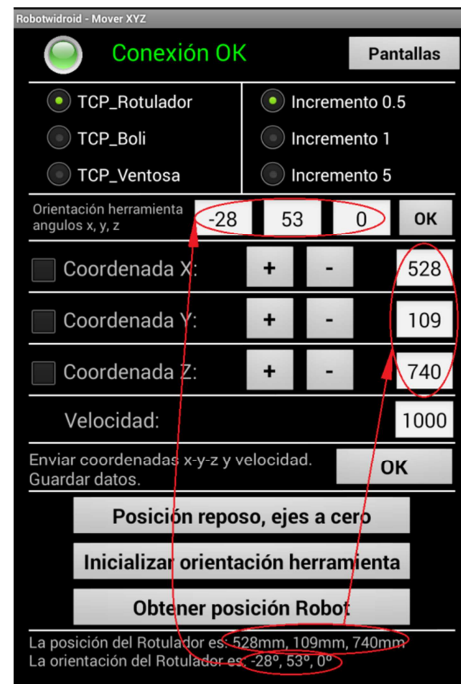 Robotwidroid - Mover XYZ
Conexión OK
Pantallas
TCP_Rotulador
Incremento 0.5
TCP_Boli
Incremento 1
TCP_Ventosa
Incremento 5
Orientación herramienta
angulos x, y, z
-28
53
0
OK
Coordenada X:
+
-
528
Coordenada Y:
+
-
109
Coordenada Z:
+
-
740
Velocidad:
1000
Enviar coordenadas x-y-z y velocidad.
Guardar datos.
OK
Posición reposo, ejes a cero
Inicializar orientación herramienta
Obtener posición Robot
La posición del Rotulador es: 528mm, 109mm, 740mm
La orientación del Rotulador es: -28º, 53º, 0º